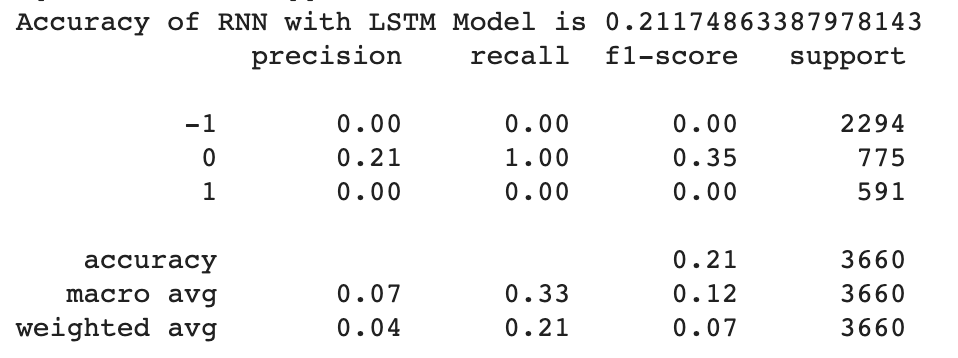 Accuracy of RNN with LSTM Model is 0.21174863387978143
precision recall f1-score support
-1 0.00 0.00 0.00 2294
0 0.21 1.00 0.35 775
1 0.00 0.00 0.00 591
accuracy 0.21 3660
macro avg 0.07 0.33 0.12 3660
weighted avg 0.04 0.21 0.07 3660